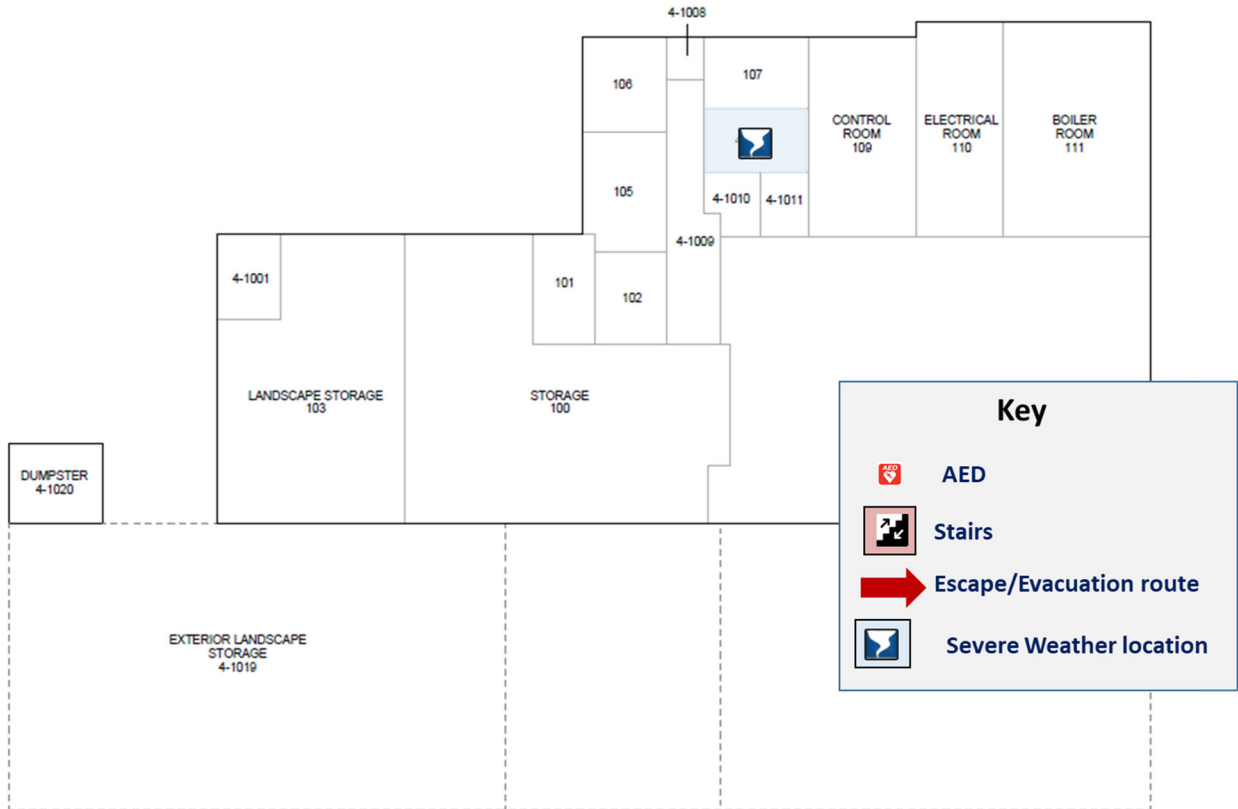 4-1008
106
107
CONTROL
ROOM
109
ELECTRICAL
ROOM
110
BOILER
ROOM
111
105
4-1010
4-1011
4-1009
4-1001
101
102
LANDSCAPE STORAGE
103
STORAGE
100
DUMPSTER
4-1020
EXTERIOR LANDSCAPE
STORAGE
4-1019
Key
AED
AED
Stairs
Escape/Evacuation route
Severe Weather location